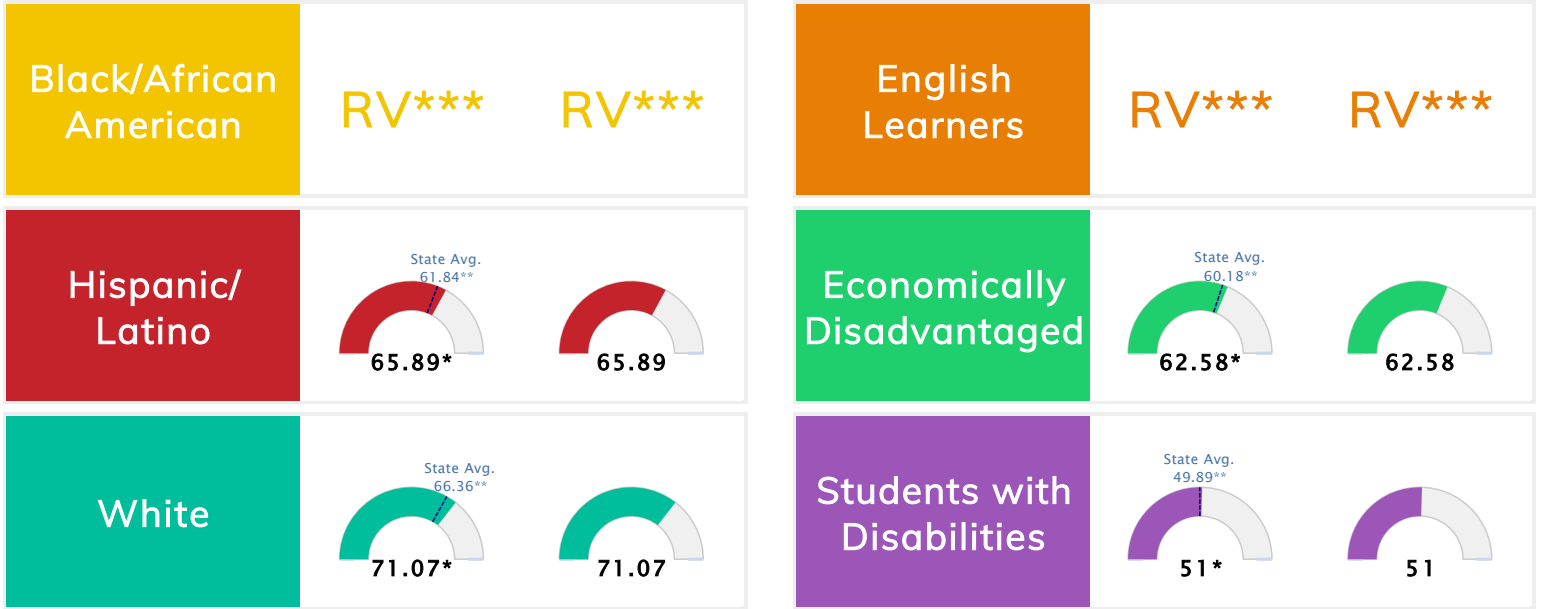 Black/African
American
RV*** RV***
English
Learners
RV*** RV***
Hispanic/
Latino
State Avg.
61.84**
65.89* 65.89
Economically
Disadvantaged
State Avg.
60.18**
62.58* 62.58
White
State Avg.
66.36**
71.07* 71.07
Students with
Disabilities
State Avg.
49.89**
51* 51